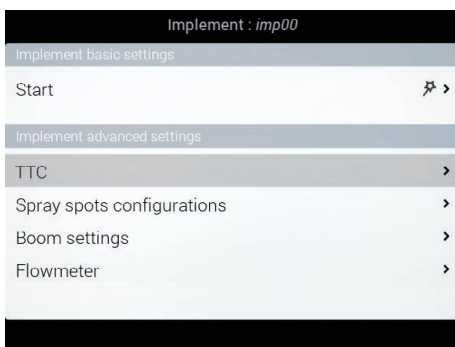 Implement : imp00
Implement basic settings
Start
Implement advanced settings
TTC
Spray spots configurations
Boom settings
Flowmeter